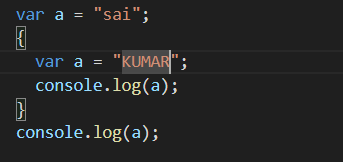 var a = "sai";
{
  var a = "KUMAR";
  console.log(a);
}
console.log(a);